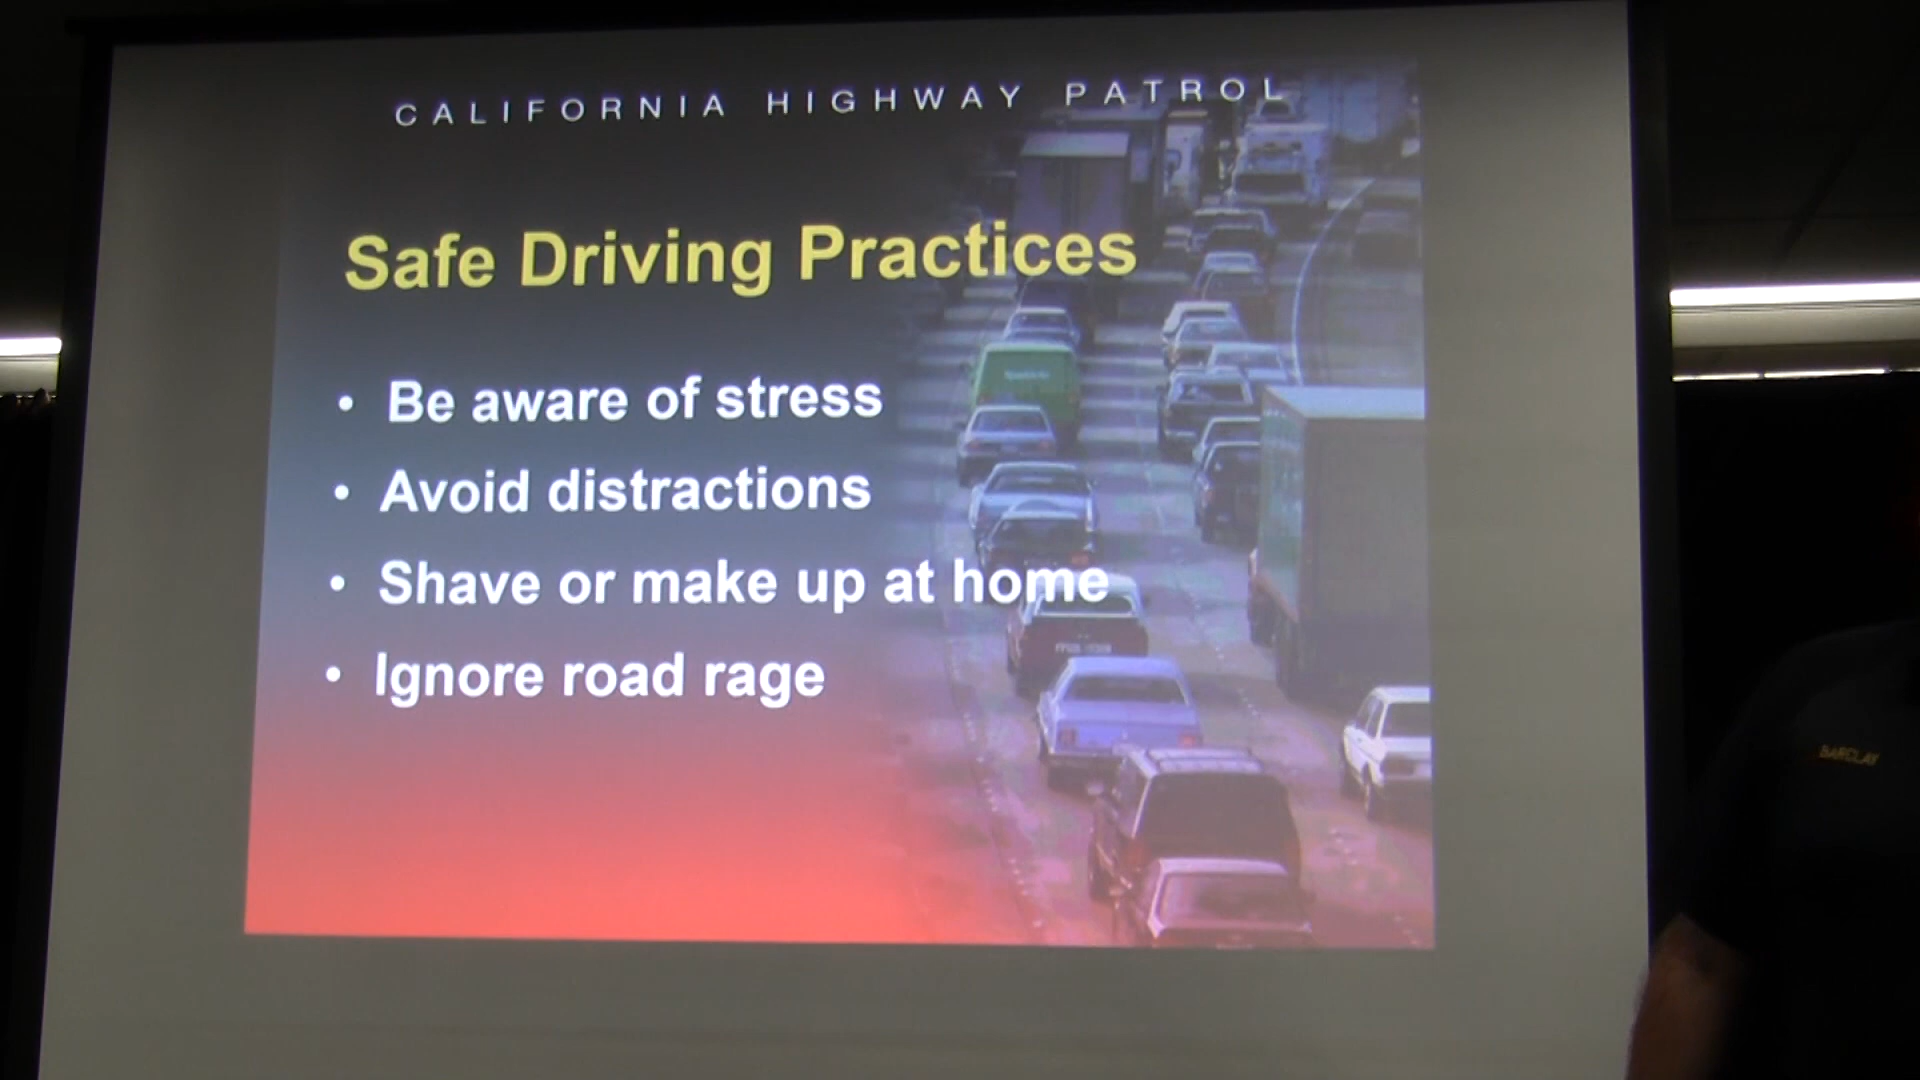 CALIFORNIA HIGHWAY PATROL
Safe Driving Practices
• Be aware of stress
• Avoid distractions
• Shave or make up at home
• Ignore road rage
BARCLAY